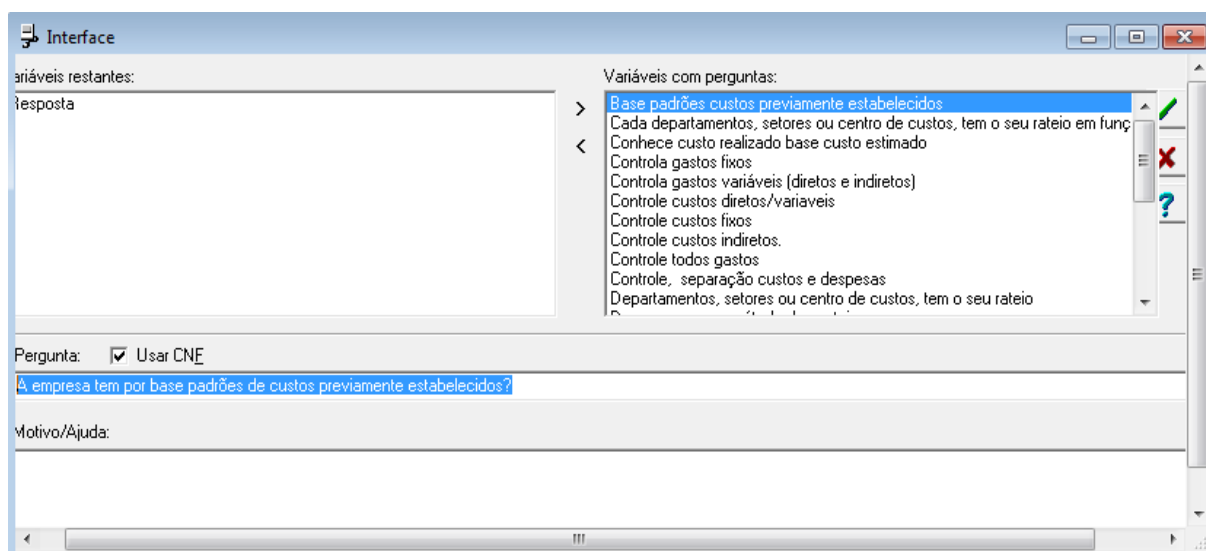 Interface
ariáveis restantes:
Variáveis com perguntas:
Resposta
Base padrões custos previamente estabelecidos
Cada departamentos, setores ou centro de custos, tem o seu rateio em funç
Conhece custo realizado base custo estimado
Controla gastos fixos
Controla gastos variáveis (diretos e indiretos)
Controle custos diretos/variaveis
Controle custos fixos
Controle custos indiretos.
Controle todos gastos
Controle, separação custos e despesas
Departamentos, setores ou centro de custos, tem o seu rateio
Pergunta: Usar CNF
A empresa tem por base padrões de custos previamente estabelecidos?
Motivo/Ajuda: